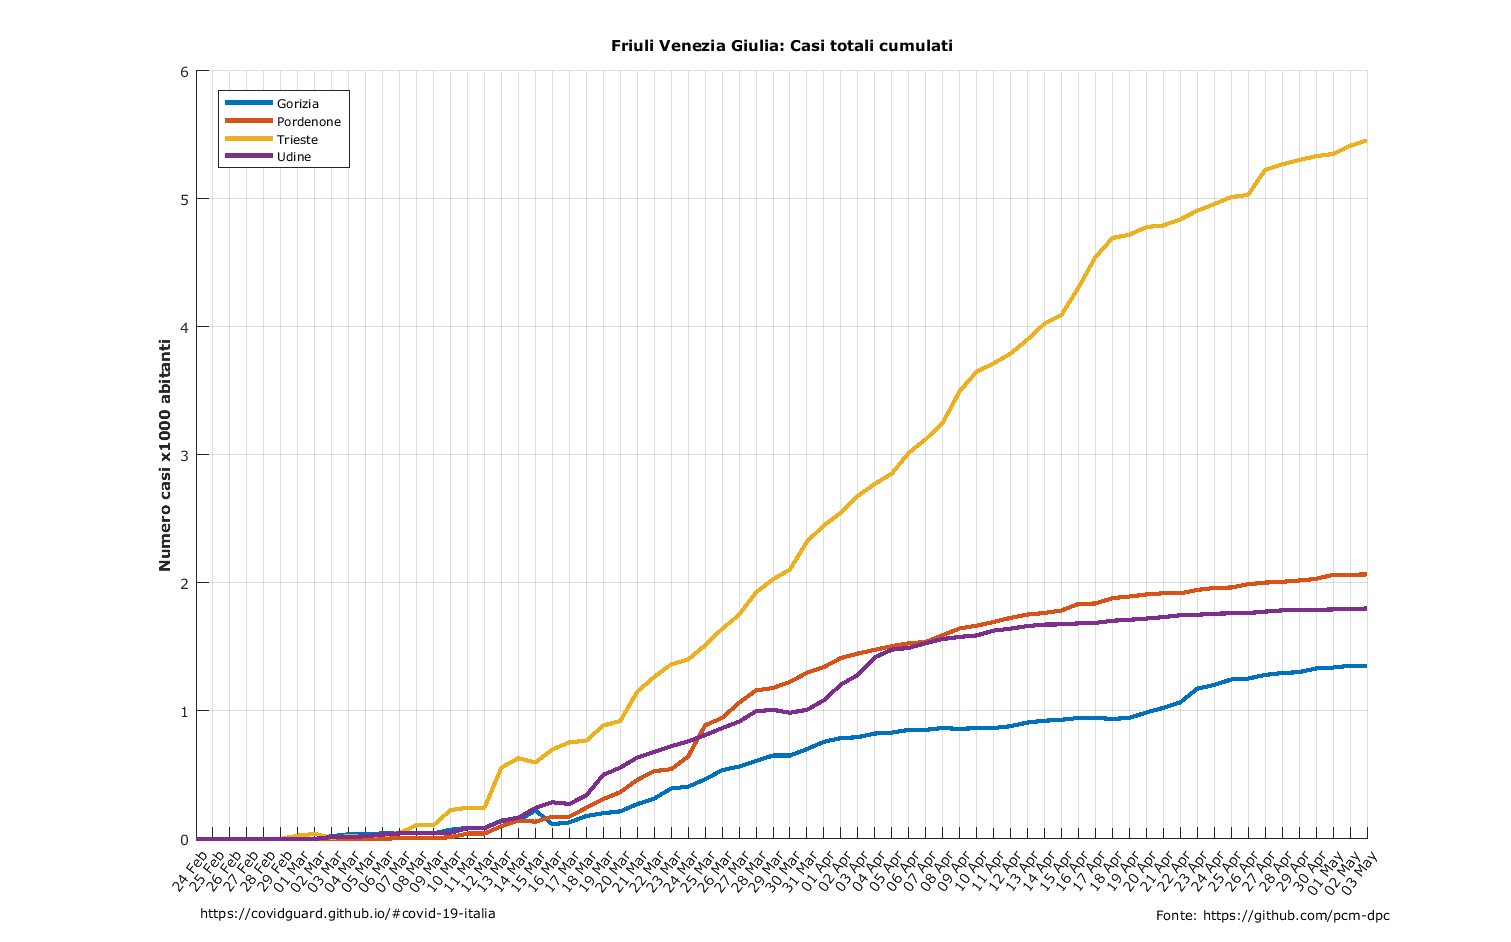 Friuli Venezia Giulia: Casi totali cumulati
Numero casi x1000 abitanti
6
5
4
3
2
1
0
Gorizia
Pordenone
Trieste
Udine
24 Feb
25 Feb
26 Feb
27 Feb
28 Feb
29 Feb
01 Mar
02 Mar
03 Mar
04 Mar
05 Mar
06 Mar
07 Mar
08 Mar
09 Mar
10 Mar
11 Mar
12 Mar
13 Mar
14 Mar
15 Mar
16 Mar
17 Mar
18 Mar
19 Mar
20 Mar
21 Mar
22 Mar
23 Mar
24 Mar
25 Mar
26 Mar
27 Mar
28 Mar
29 Mar
30 Mar
31 Mar
01 Apr
02 Apr
03 Apr
04 Apr
05 Apr
06 Apr
07 Apr
08 Apr
09 Apr
10 Apr
11 Apr
12 Apr
13 Apr
14 Apr
15 Apr
16 Apr
17 Apr
18 Apr
19 Apr
20 Apr
21 Apr
22 Apr
23 Apr
24 Apr
25 Apr
26 Apr
27 Apr
28 Apr
29 Apr
30 Apr
01 May
02 May
03 May
https://covidguard.github.io/#covid-19-italia
Fonte: https://github.com/pcm-dpc